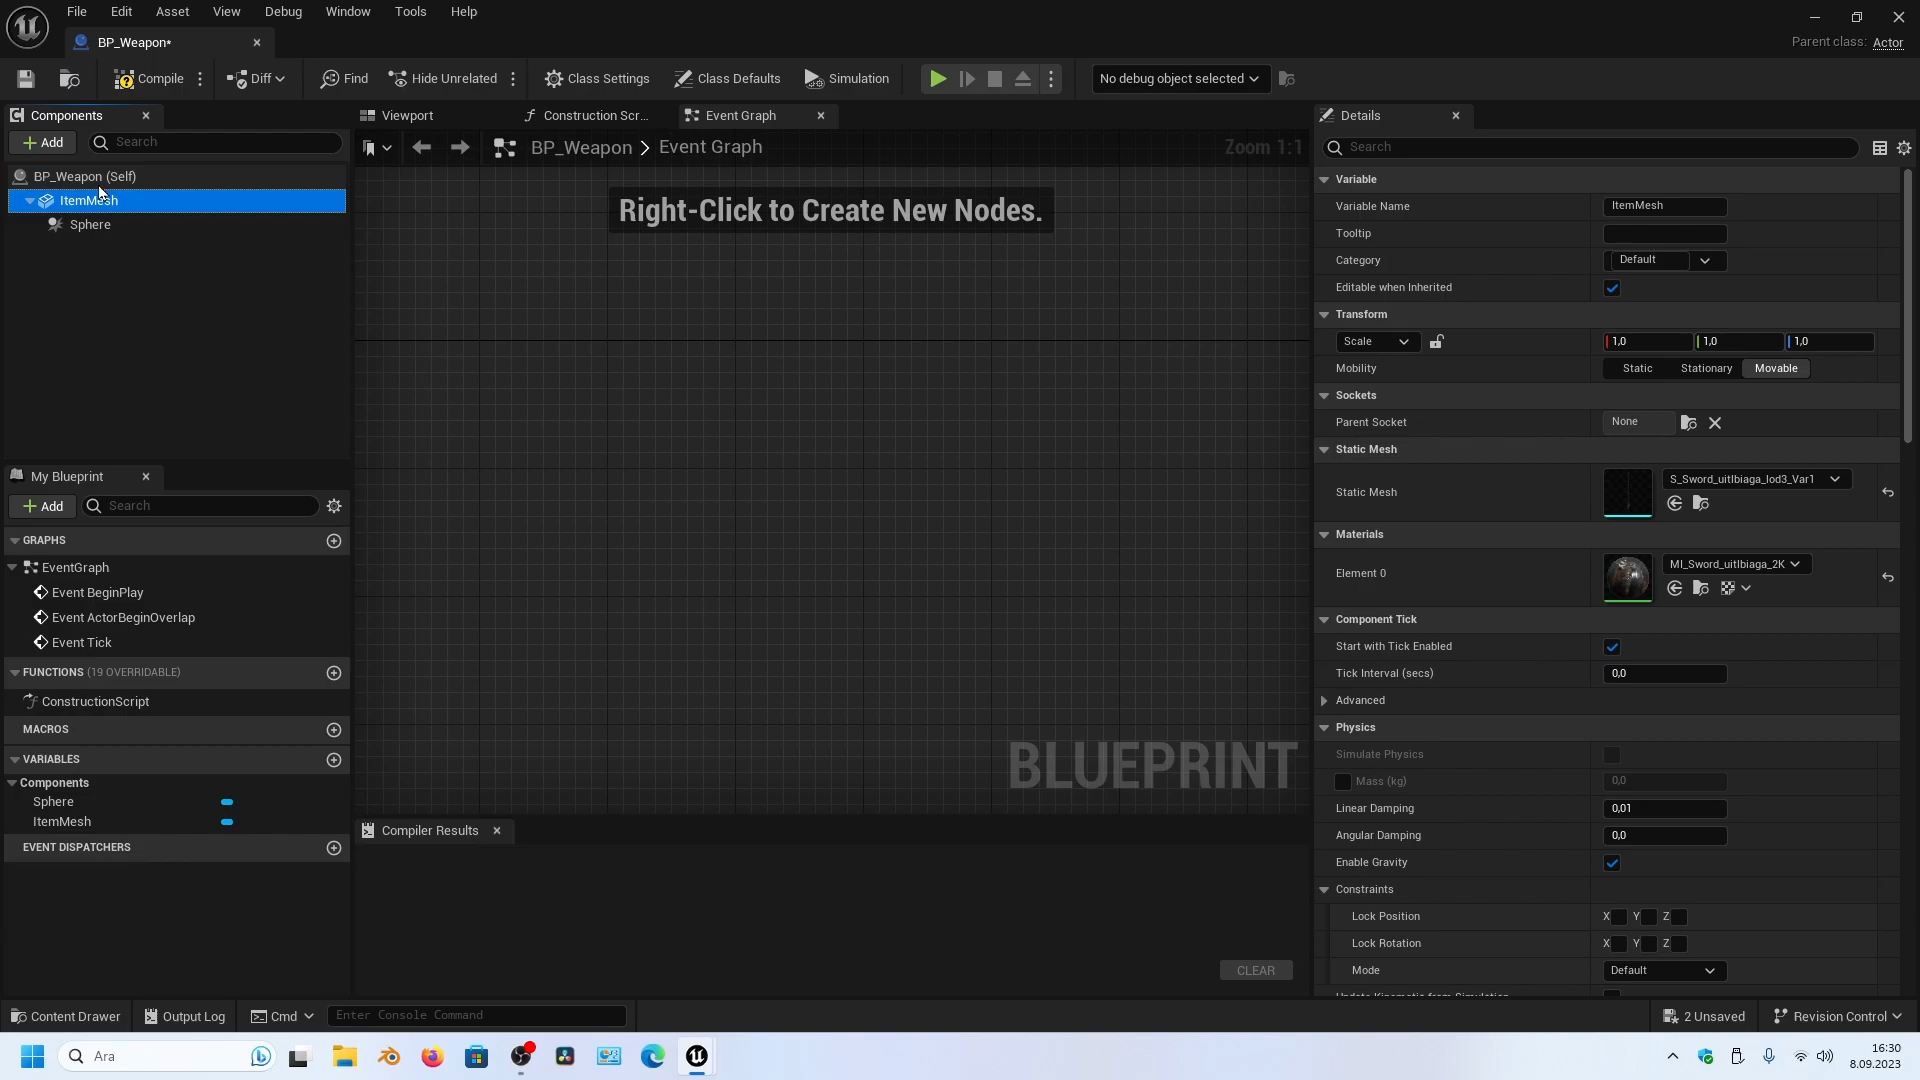 File Edit Asset View Debug Window Tools Help
BP_Weapon*
Parent class: Actor
Compile Diff Find Hide Unrelated Class Settings Class Defaults Simulation No debug object selected
Components
Add Search
BP_Weapon (Self)
ItemMesh
Sphere
My Blueprint
Add Search
GRAPHS
EventGraph
Event BeginPlay
Event ActorBeginOverlap
Event Tick
FUNCTIONS (19 OVERRIDABLE)
ConstructionScript
MACROS
VARIABLES
Components
Sphere
ItemMesh
EVENT DISPATCHERS
Viewport Construction Scr... Event Graph
BP_Weapon > Event Graph Zoom 1:1
Right-Click to Create New Nodes.
BLUEPRINT
Compiler Results
CLEAR
Details
Search
Variable
Variable Name ItemMesh
Tooltip
Category Default
Editable when Inherited
Transform
Scale 1,0 1,0 1,0
Mobility Static Stationary Movable
Sockets
Parent Socket None
Static Mesh
Static Mesh S_Sword_uitlbiaga_lod3_Var1
Materials
Element 0 MI_Sword_uitlbiaga_2K
Component Tick
Start with Tick Enabled
Tick Interval (secs) 0,0
Advanced
Physics
Simulate Physics
Mass (kg) 0,0
Linear Damping 0,01
Angular Damping 0,0
Enable Gravity
Constraints
Lock Position X Y Z
Lock Rotation X Y Z
Mode Default
Update Kinematic from Simulation
Content Drawer Output Log Cmd Enter Console Command 2 Unsaved Revision Control
Ara
16:30
8.09.2023